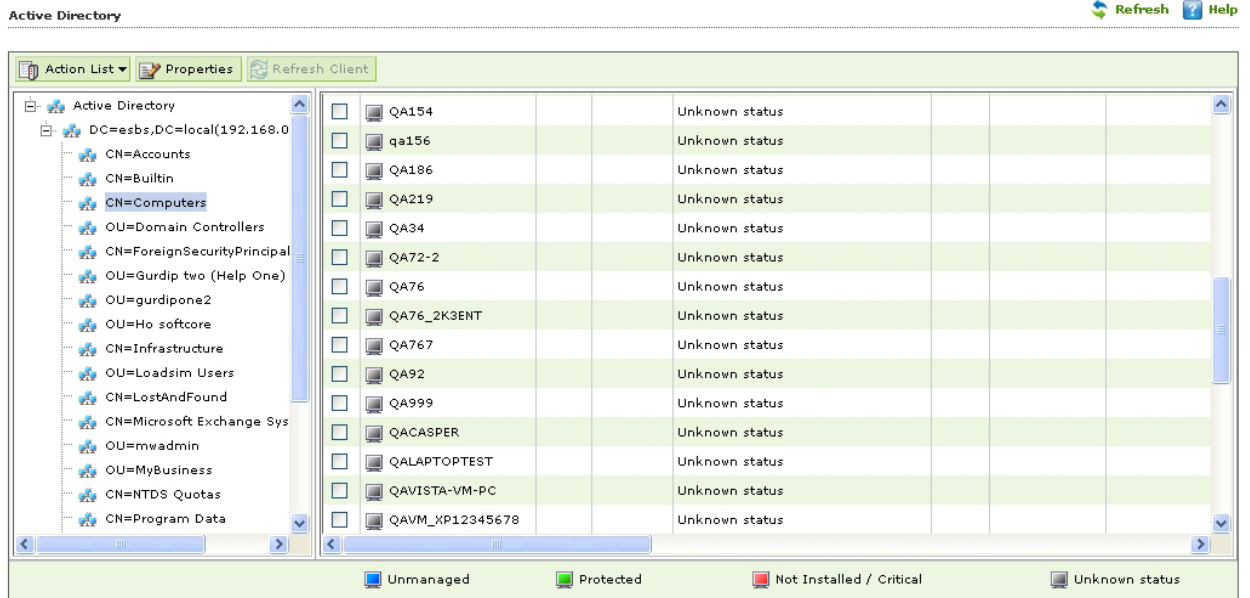 Active Directory
Refresh Help
Action List Properties Refresh Client
Active Directory
DC=esbs,DC=local(192.168.0
CN=Accounts
CN=Builtin
CN=Computers
OU=Domain Controllers
CN=ForeignSecurityPrincipal
OU=Gurdip two (Help One)
OU=gurdipone2
OU=Ho softcore
CN=Infrastructure
OU=Loadsim Users
CN=LostAndFound
CN=Microsoft Exchange Sys
OU=mwadmin
OU=MyBusiness
CN=NTDS Quotas
CN=Program Data
QA154 Unknown status
qa156 Unknown status
QA186 Unknown status
QA219 Unknown status
QA34 Unknown status
QA72-2 Unknown status
QA76 Unknown status
QA76_2K3ENT Unknown status
QA767 Unknown status
QA92 Unknown status
QA999 Unknown status
QACASPER Unknown status
QALAPTOPTEST Unknown status
QAVISTA-VM-PC Unknown status
QAVM_XP12345678 Unknown status
Unmanaged Protected Not Installed / Critical Unknown status